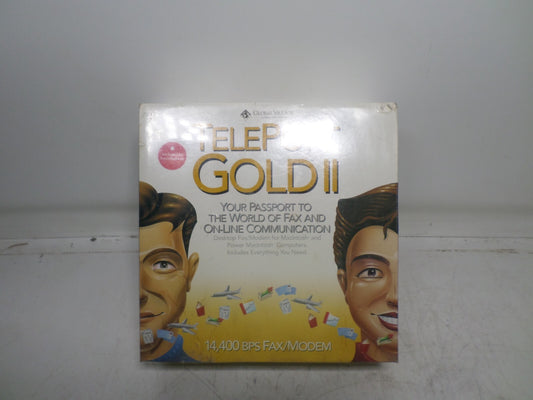 GLOBAL VILLAGE
TELEPORT
GOLD II
YOUR PASSPORT TO
THE WORLD OF FAX AND
ON-LINE COMMUNICATION
Desktop Fax/Modem for Macintosh and
Power Macintosh Computers.
Includes Everything You Need.
14,400 BPS FAX/MODEM